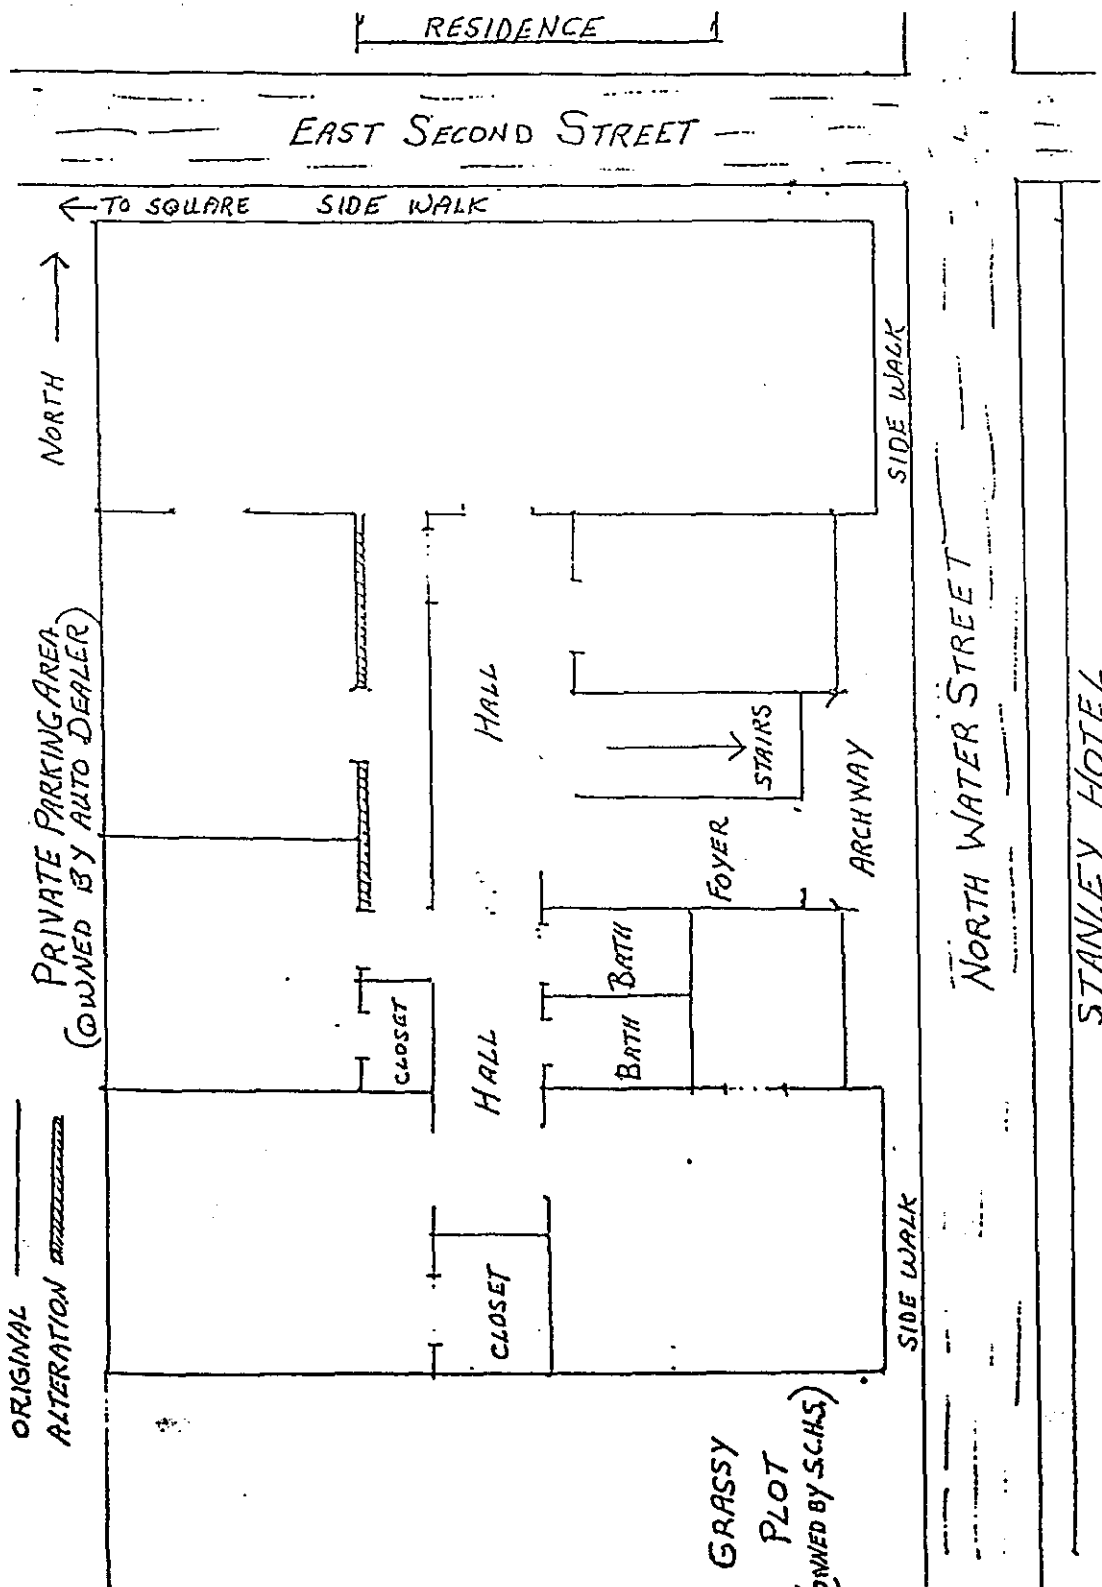 RESIDENCE
EAST SECOND STREET
← TO SQUARE SIDE WALK
NORTH →
SIDE WALK
PRIVATE PARKING AREA
(OWNED BY AUTO DEALER)
HALL
STAIRS
FOYER
ARCHWAY
NORTH WATER STREET
STANLEY HOTEL
BATH
BATH
CLOSET
HALL
ORIGINAL
ALTERATION
CLOSET
SIDE WALK
GRASSY
PLOT
OWNED BY S.C.H.S.)